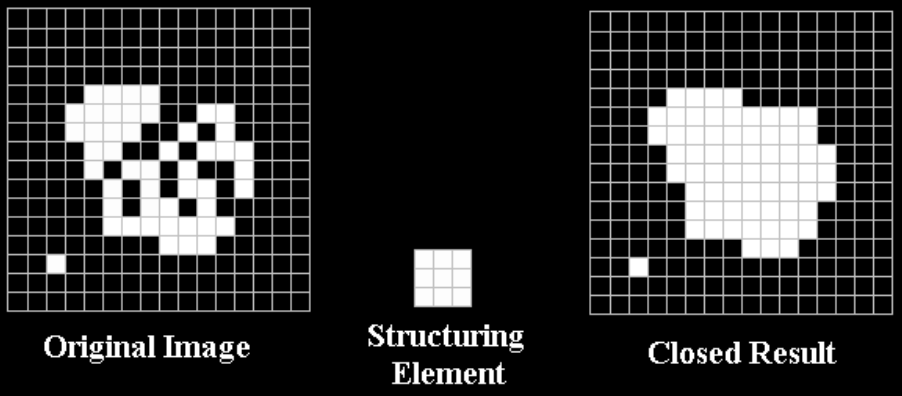 Original Image
Structuring
Element
Closed Result